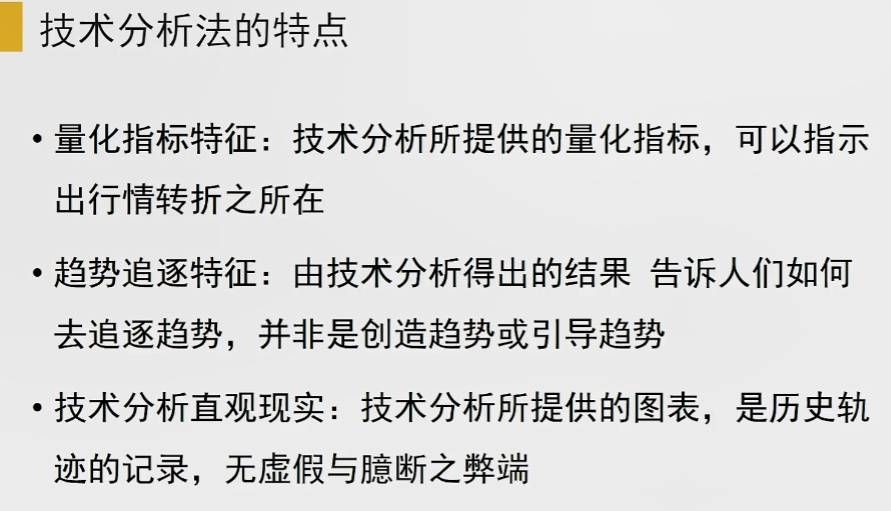 技术分析法的特点
• 量化指标特征：技术分析所提供的量化指标，可以指示
出行情转折之所在
• 趋势追逐特征：由技术分析得出的结果 告诉人们如何
去追逐趋势，并非是创造趋势或引导趋势
• 技术分析直观现实：技术分析所提供的图表，是历史轨
迹的记录，无虚假与臆断之弊端